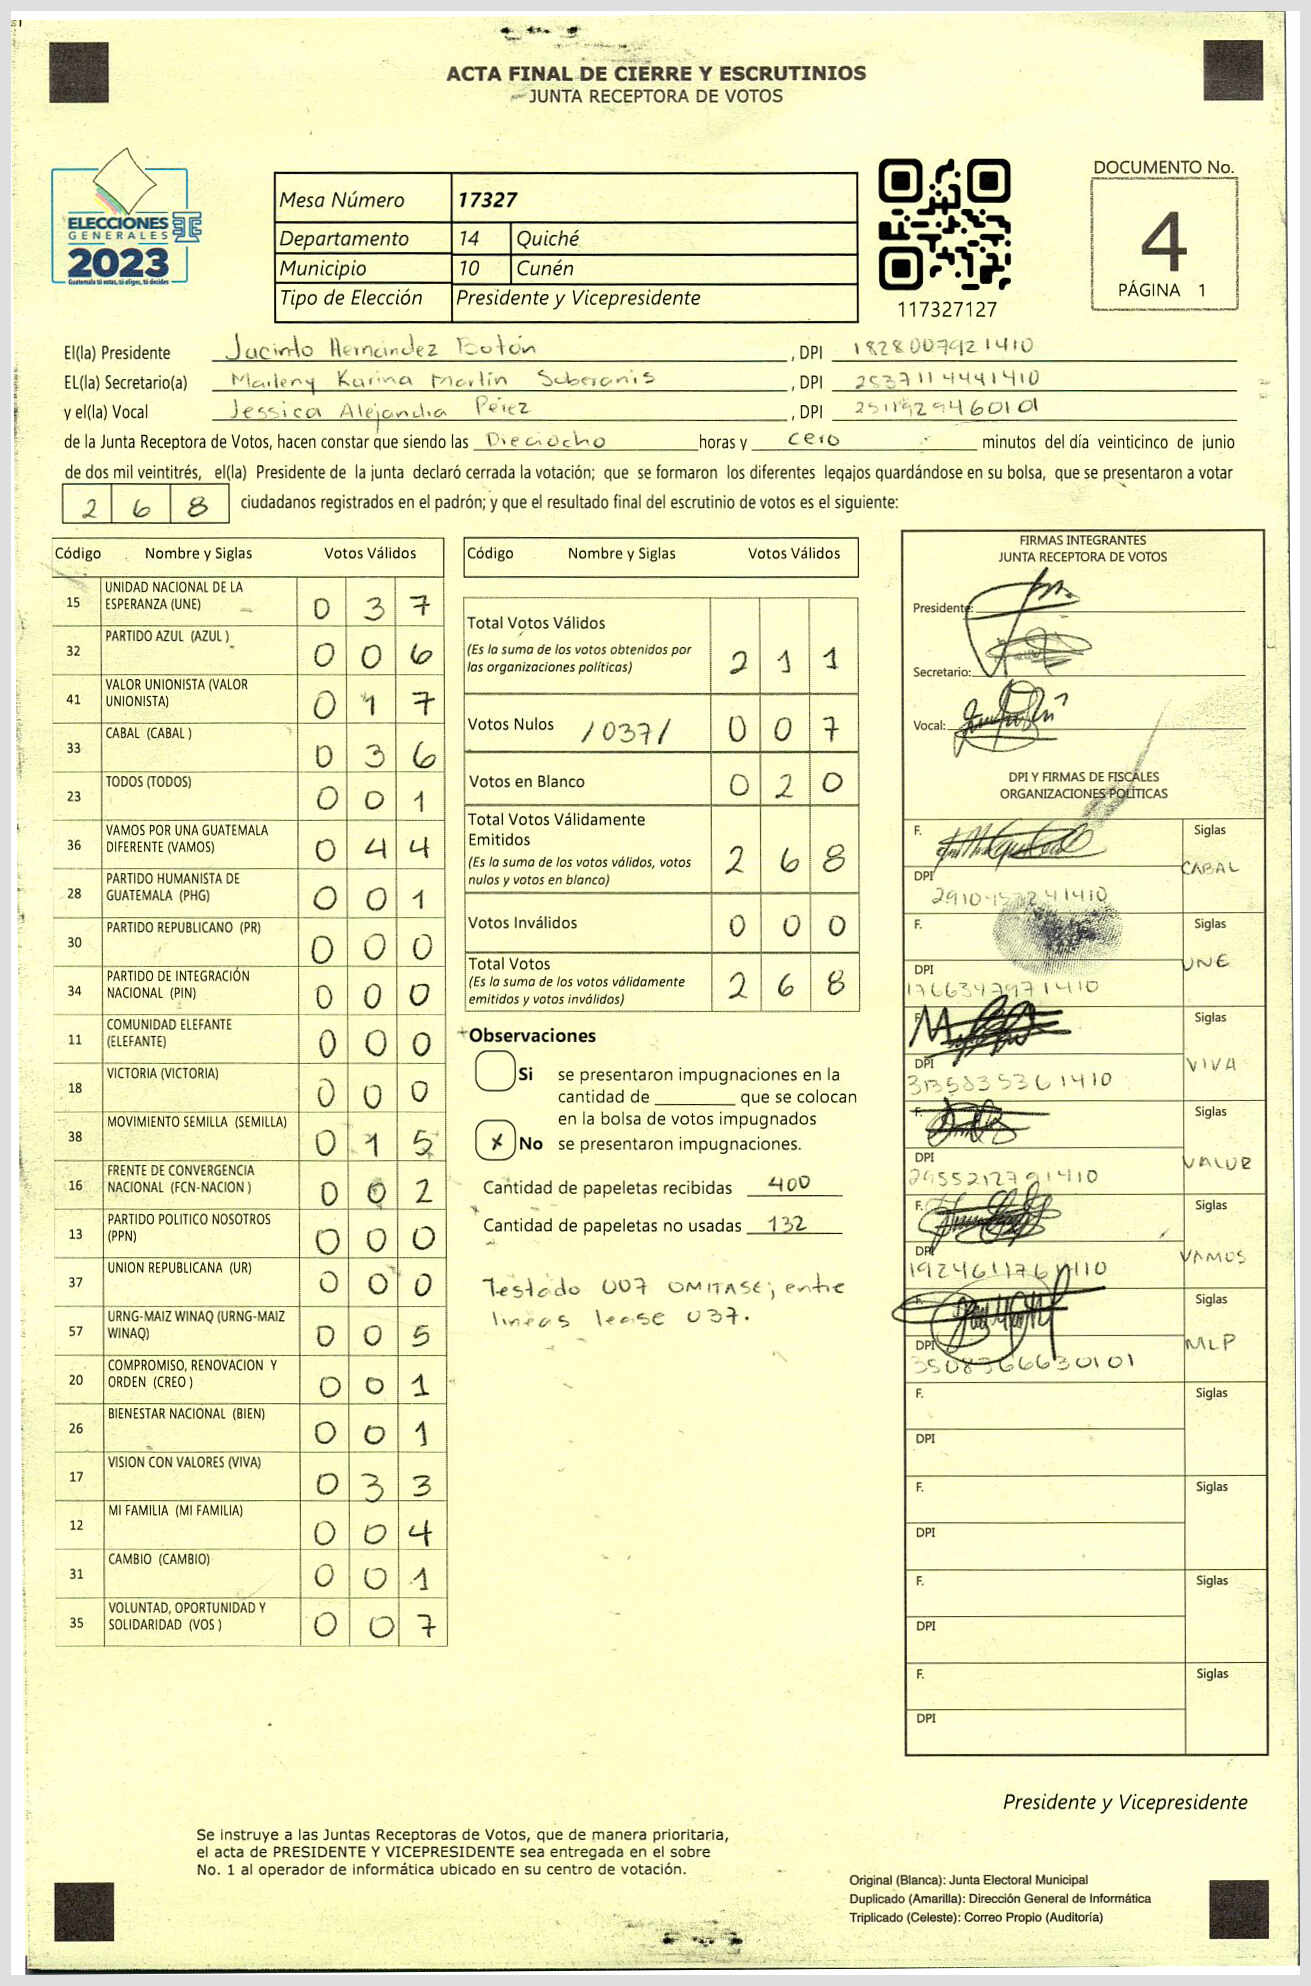 ACTA FINAL DE CIERRE Y ESCRUTINIOS
JUNTA RECEPTORA DE VOTOS
ELECCIONES
GENERALES
2023
Guatemala tú votas, tú eliges, tú decides
Mesa Número 17327
Departamento 14 Quiché
Municipio 10 Cunén
Tipo de Elección Presidente y Vicepresidente
117327127
DOCUMENTO No.
4
PÁGINA 1
El(la) Presidente Jacinto Hernández Botón , DPI 1828007921410
EL(la) Secretario(a) Marleny Karina Martín Soberanis , DPI 2537114441410
y el(la) Vocal Jessica Alejandra Pérez , DPI 2511929460101
de la Junta Receptora de Votos, hacen constar que siendo las Dieciocho horas y cero minutos del día veinticinco de junio
de dos mil veintitrés, el(la) Presidente de la junta declaró cerrada la votación; que se formaron los diferentes legajos guardándose en su bolsa, que se presentaron a votar
2 6 8 ciudadanos registrados en el padrón; y que el resultado final del escrutinio de votos es el siguiente:
Código Nombre y Siglas Votos Válidos
15 UNIDAD NACIONAL DE LA ESPERANZA (UNE) 0 3 7
32 PARTIDO AZUL (AZUL ) 0 0 6
41 VALOR UNIONISTA (VALOR UNIONISTA) 0 1 7
33 CABAL (CABAL ) 0 3 6
23 TODOS (TODOS) 0 0 1
36 VAMOS POR UNA GUATEMALA DIFERENTE (VAMOS) 0 4 4
28 PARTIDO HUMANISTA DE GUATEMALA (PHG) 0 0 1
30 PARTIDO REPUBLICANO (PR) 0 0 0
34 PARTIDO DE INTEGRACIÓN NACIONAL (PIN) 0 0 0
11 COMUNIDAD ELEFANTE (ELEFANTE) 0 0 0
18 VICTORIA (VICTORIA) 0 0 0
38 MOVIMIENTO SEMILLA (SEMILLA) 0 1 5
16 FRENTE DE CONVERGENCIA NACIONAL (FCN-NACION ) 0 0 2
13 PARTIDO POLITICO NOSOTROS (PPN) 0 0 0
37 UNION REPUBLICANA (UR) 0 0 0
57 URNG-MAIZ WINAQ (URNG-MAIZ WINAQ) 0 0 5
20 COMPROMISO, RENOVACION Y ORDEN (CREO ) 0 0 1
26 BIENESTAR NACIONAL (BIEN) 0 0 1
17 VISION CON VALORES (VIVA) 0 3 3
12 MI FAMILIA (MI FAMILIA) 0 0 4
31 CAMBIO (CAMBIO) 0 0 1
35 VOLUNTAD, OPORTUNIDAD Y SOLIDARIDAD (VOS ) 0 0 7
Código Nombre y Siglas Votos Válidos
Total Votos Válidos
(Es la suma de los votos obtenidos por
las organizaciones políticas) 2 1 1
Votos Nulos /037/ 0 0 7
Votos en Blanco 0 2 0
Total Votos Válidamente
Emitidos
(Es la suma de los votos válidos, votos
nulos y votos en blanco) 2 6 8
Votos Inválidos 0 0 0
Total Votos
(Es la suma de los votos válidamente
emitidos y votos inválidos) 2 6 8
Observaciones
Si se presentaron impugnaciones en la
cantidad de ________ que se colocan
en la bolsa de votos impugnados
x No se presentaron impugnaciones.
Cantidad de papeletas recibidas 400
Cantidad de papeletas no usadas 132
Testado 007 OMITASE; entre
lineas lease 037.
FIRMAS INTEGRANTES
JUNTA RECEPTORA DE VOTOS
Presidente:
Secretario:
Vocal:
DPI Y FIRMAS DE FISCALES
ORGANIZACIONES POLÍTICAS
F. Siglas
DPI CABAL
F. Siglas
DPI UNE
1766347971410
F. Siglas
DPI VIVA
3135835361410
F. Siglas
DPI VALOR
2955212791410
F. Siglas
DPI VAMOS
F. Siglas
DPI MLP
3508366630101
F. Siglas
DPI
F. Siglas
DPI
F. Siglas
DPI
F. Siglas
DPI
Presidente y Vicepresidente
Se instruye a las Juntas Receptoras de Votos, que de manera prioritaria,
el acta de PRESIDENTE Y VICEPRESIDENTE sea entregada en el sobre
No. 1 al operador de informática ubicado en su centro de votación.
Original (Blanca): Junta Electoral Municipal
Duplicado (Amarilla): Dirección General de Informática
Triplicado (Celeste): Correo Propio (Auditoría)